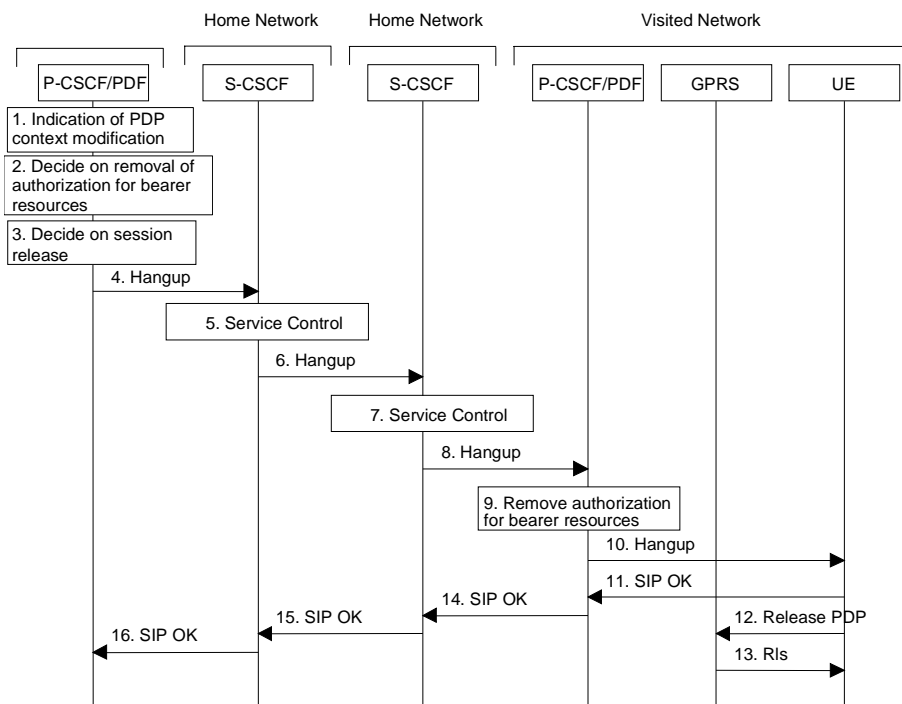 Home Network
Home Network
Visited Network
P-CSCF/PDF
S-CSCF
S-CSCF
P-CSCF/PDF
GPRS
UE
1. Indication of PDP
context modification
2. Decide on removal of
authorization for bearer
resources
3. Decide on session
release
4. Hangup
5. Service Control
6. Hangup
7. Service Control
8. Hangup
9. Remove authorization
for bearer resources
10. Hangup
11. SIP OK
14. SIP OK
12. Release PDP
15. SIP OK
16. SIP OK
13. RIs